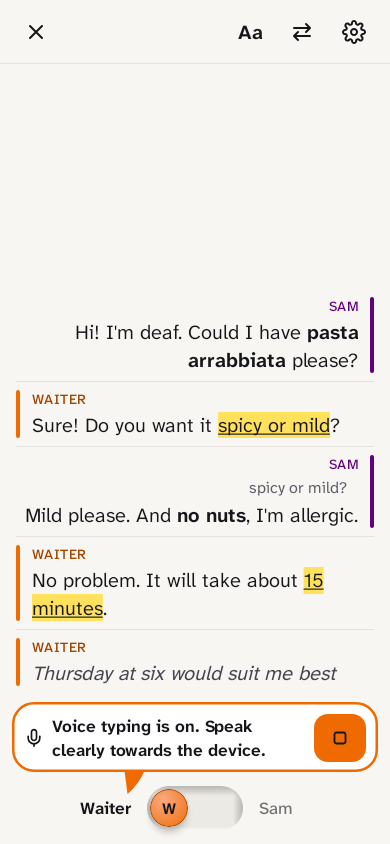 Aa
SAM
Hi! I'm deaf. Could I have pasta
arrabbiata please?
WAITER
Sure! Do you want it spicy or mild?
SAM
spicy or mild?
Mild please. And no nuts, I'm allergic.
WAITER
No problem. It will take about 15
minutes.
WAITER
Thursday at six would suit me best
Voice typing is on. Speak
clearly towards the device.
Waiter
W
Sam